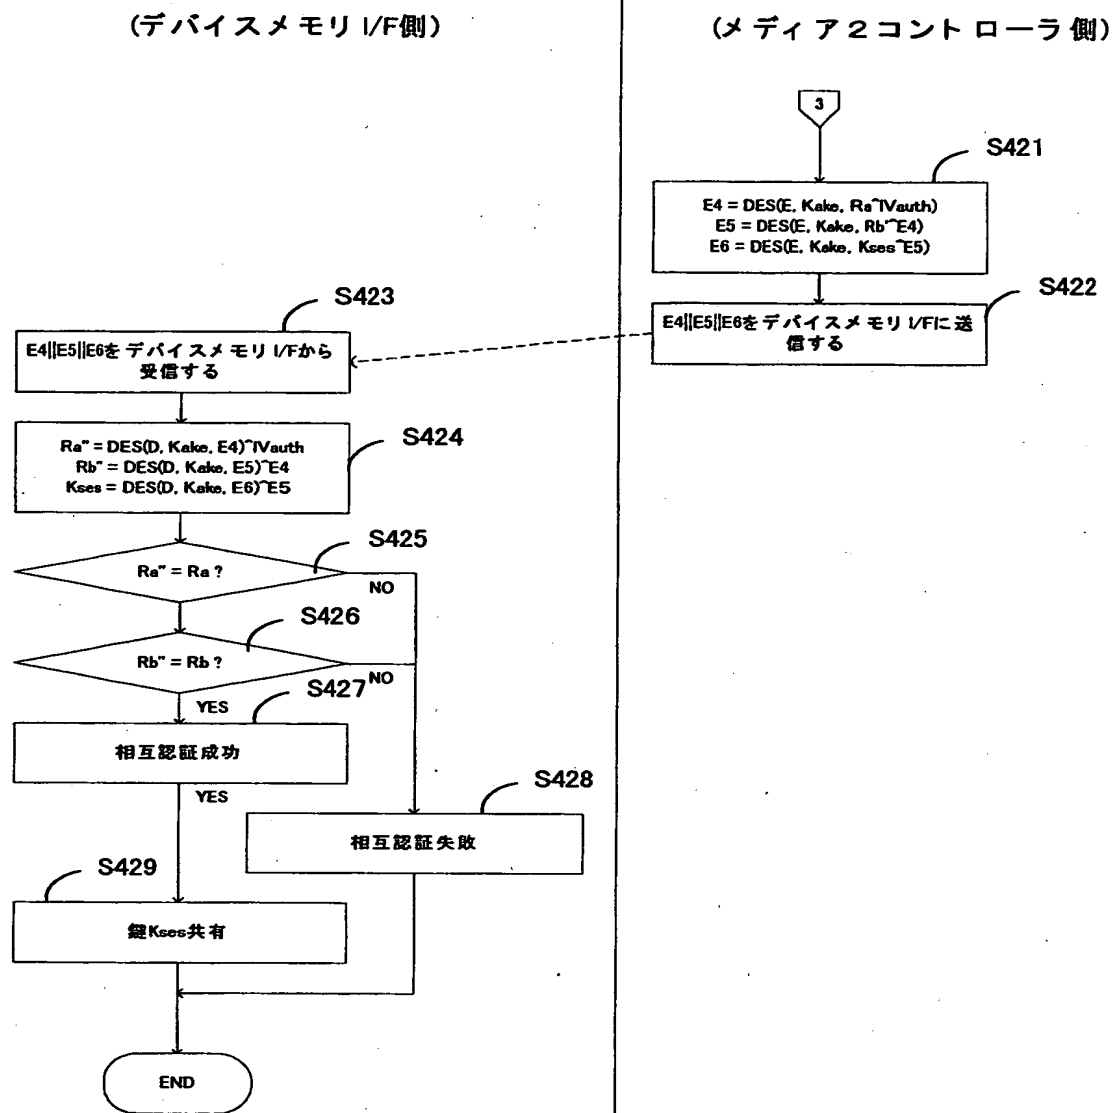 (デバイスメモリ I/F側)
(メディア2コントローラ側)
3
S421
E4 = DES(E, Kake, Ra^IVauth)
E5 = DES(E, Kake, Rb'^E4)
E6 = DES(E, Kake, Kses^E5)
S422
E4||E5||E6をデバイスメモリ I/Fに送
信する
S423
E4||E5||E6をデバイスメモリ I/Fから
受信する
S424
Ra" = DES(D, Kake, E4)^IVauth
Rb" = DES(D, Kake, E5)^E4
Kses = DES(D, Kake, E6)^E5
S425
Ra" = Ra ?
NO
S426
Rb" = Rb ?
NO
YES
S427
相互認証成功
YES
S428
相互認証失敗
S429
鍵Kses共有
END